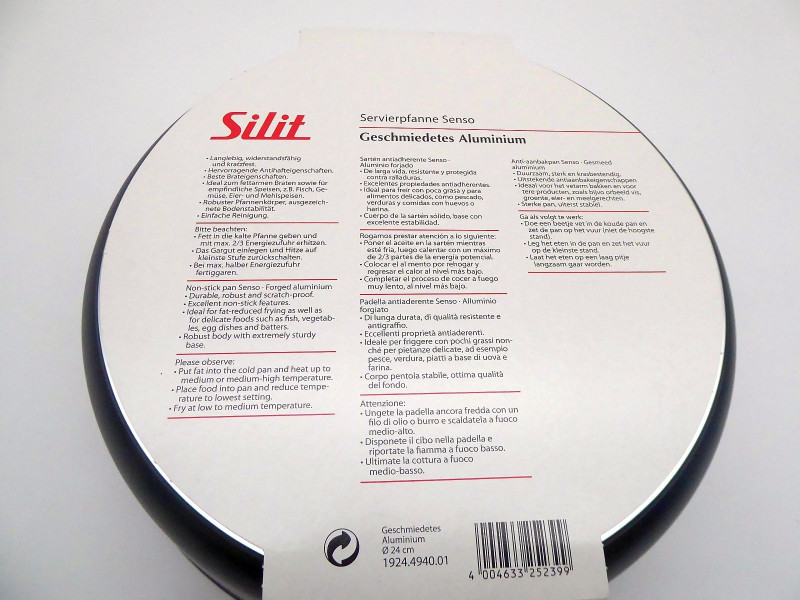 Silit
Servierpfanne Senso
Geschmiedetes Aluminium
• Langlebig, widerstandsfähig
und kratzfest.
• Hervorragende Antihafteigenschaften.
• Beste Brateigenschaften.
• Ideal zum fettarmen Braten sowie für
empfindliche Speisen, z.B. Fisch, Ge-
müse, Eier- und Mehlspeisen.
• Robuster Pfannenkörper, ausgezeich-
nete Bodenstabilität.
• Einfache Reinigung.
Bitte beachten:
• Fett in die kalte Pfanne geben und
mit max. 2/3 Energiezufuhr erhitzen.
• Das Gargut einlegen und Hitze auf
kleinste Stufe zurückschalten.
• Bei max. halber Energiezufuhr
fertiggaren.
Non-stick pan Senso · Forged aluminium
• Durable, robust and scratch-proof.
• Excellent non-stick features.
• Ideal for fat-reduced frying as well as
for delicate foods such as fish, vegetab-
les, egg dishes and batters.
• Robust body with extremely sturdy
base.
Please observe:
• Put fat into the cold pan and heat up to
medium or medium-high temperature.
• Place food into pan and reduce tempe-
rature to lowest setting.
• Fry at low to medium temperature.
Sartén antiadherente Senso ·
Aluminio forjado
• De larga vida, resistente y protegida
contra ralladuras.
• Excelentes propiedades antiadherentes.
• Ideal para freír con poca grasa y para
alimentos delicados, como pescado,
verduras y comidas con huevos o
harina.
• Cuerpo de la sartén sólido, base con
excelente estabilidad.
Rogamos prestar atención a lo siguiente:
• Poner el aceite en la sartén mientras
esté fría, luego calentar con un máximo
de 2/3 partes de la energía potencial.
• Colocar el al mento por rehogar y
regresar el calor al nivel más bajo.
• Completar el proceso de cocer a fuego
muy lento, al nivel más bajo.
Padella antiaderente Senso · Alluminio
forgiato
• Di lunga durata, di qualità resistente e
antigraffio.
• Eccellenti proprietà antiaderenti.
• Ideale per friggere con pochi grassi non-
ché per pietanze delicate, ad esempio
pesce, verdura, piatti a base di uova e
farina.
• Corpo pentola stabile, ottima qualità
del fondo.
Attenzione:
• Ungete la padella ancora fredda con un
filo di olio o burro e scaldatela a fuoco
medio-alto.
• Disponete il cibo nella padella e
riportate la fiamma a fuoco basso.
• Ultimate la cottura a fuoco
medio-basso.
Anti-aanbakpan Senso · Gesmeed
aluminium
• Duurzaam, sterk en krasbestendig.
• Uitstekende antiaanbakeigenschappen.
• Ideaal voor het vetarm bakken en voor
tere producten, zoals bijvo orbeeld vis,
groente, eier- en meelgerechten.
• Sterke pan, uiterst stabiel.
Ga als volgt te werk:
• Doe een beetje vet in de koude pan en
zet de pan op het vuur (niet de hoogste
stand).
• Leg het eten in de pan en zet het vuur
op de kleinste stand.
• Laat het eten op een laag pitje
langzaam gaar worden.
Geschmiedetes
Aluminium
Ø 24 cm
1924.4940.01
4 004633 252399